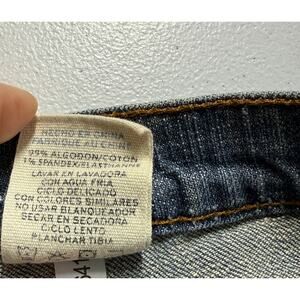 HECHO EN CHINA
FABRIQUE AU CHINE
99% ALGODON/COTON
1% SPANDEX/ELASTHANNE
LAVAR EN LAVADORA
CON AGUA FRIA
CICLO DELICADO
CON COLORES SIMILARES
NO USAR BLANQUEADOR
SECAR EN SECADORA
CICLO LENTO
PLANCHAR TIBIA